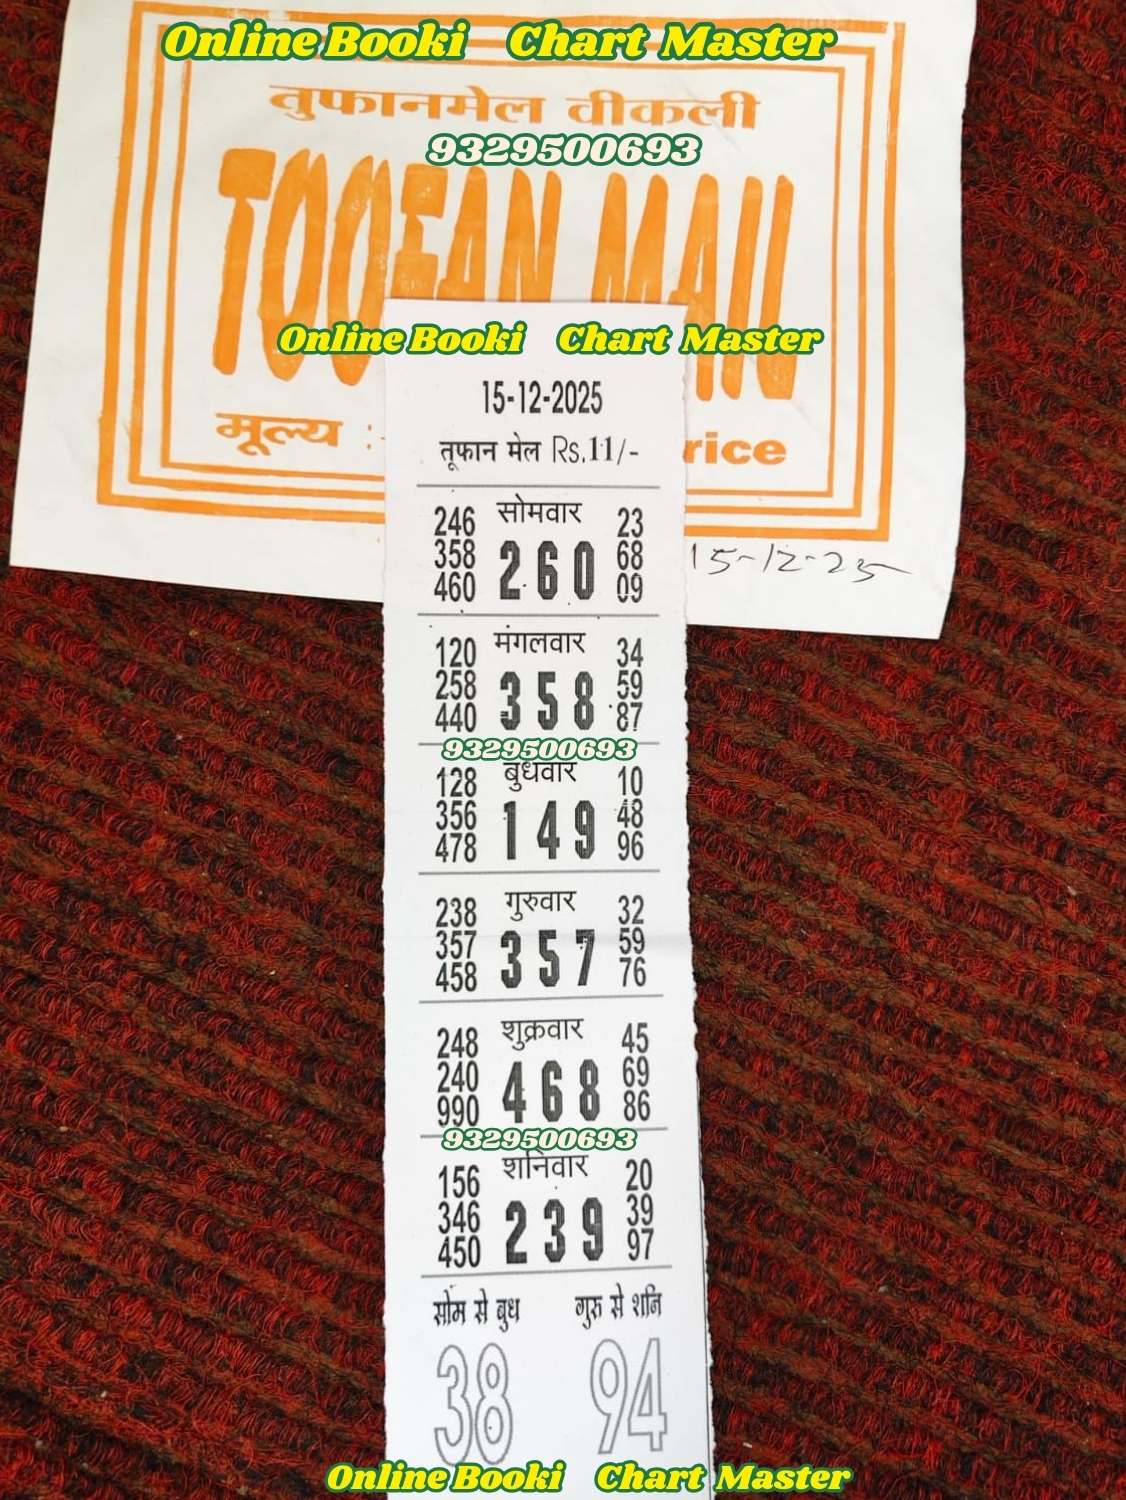 Online Booki Chart Master
तुफानमेल वीकली
9329500693
TOOFAN MAIL
Online Booki Chart Master
15-12-2025
मूल्य :- rice
तूफान मेल Rs.11/-
सोमवार
246 23
358 260 68
460 09
15-12-25
मंगलवार
120 34
258 358 59
440 87
9329500693
बुधवार
128 10
356 149 48
478 96
गुरुवार
238 32
357 357 59
458 76
शुक्रवार
248 45
240 468 69
990 86
9329500693
शनिवार
156 20
346 239 39
450 97
सोम से बुध गुरु से शनि
38 94
Online Booki Chart Master